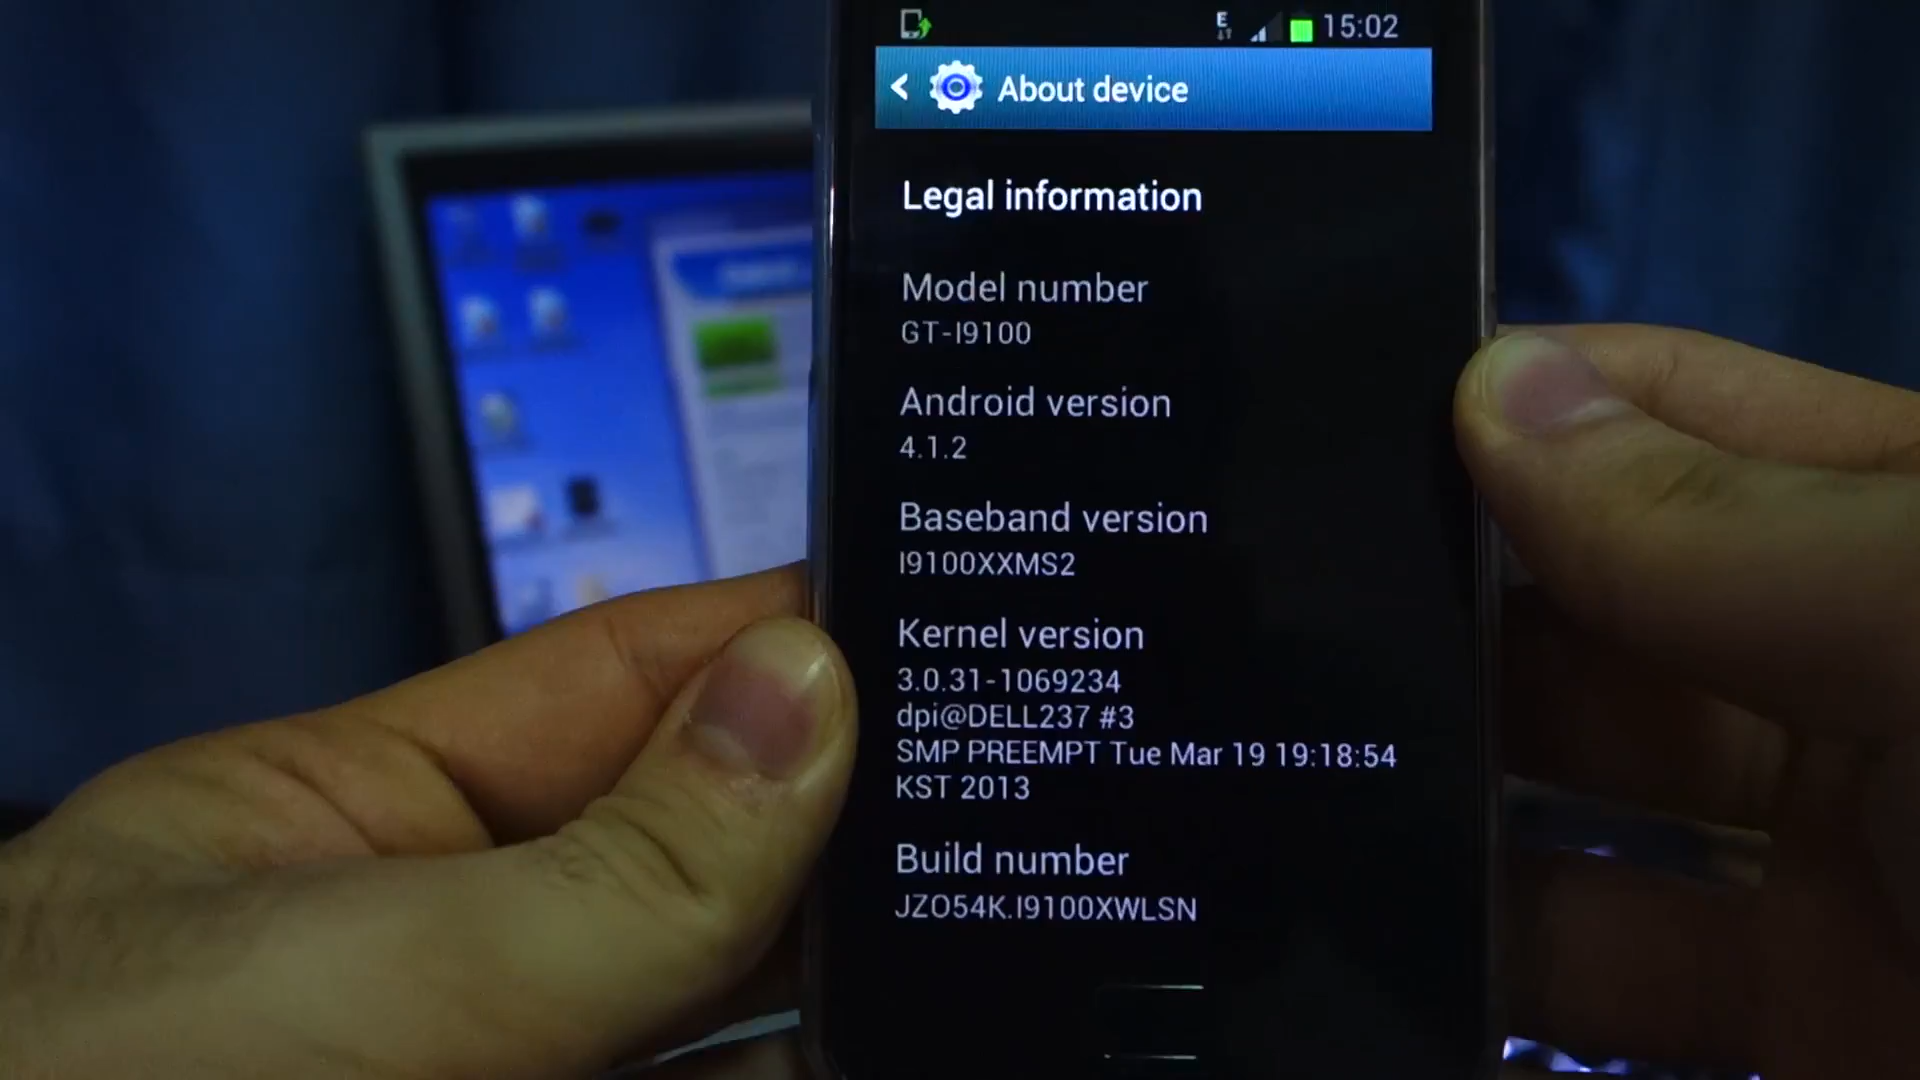 E 15:02
About device
Legal information
Model number
GT-I9100
Android version
4.1.2
Baseband version
I9100XXMS2
Kernel version
3.0.31-1069234
dpi@DELL237 #3
SMP PREEMPT Tue Mar 19 19:18:54
KST 2013
Build number
JZO54K.I9100XWLSN